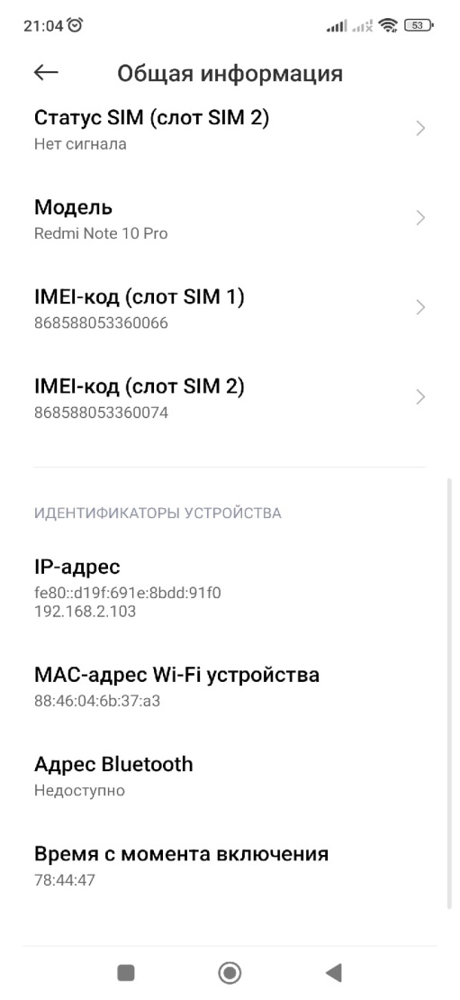 21:04
53
Общая информация
Статус SIM (слот SIM 2)
Нет сигнала
Модель
Redmi Note 10 Pro
IMEI-код (слот SIM 1)
868588053360066
IMEI-код (слот SIM 2)
868588053360074
ИДЕНТИФИКАТОРЫ УСТРОЙСТВА
IP-адрес
fe80::d19f:691e:8bdd:91f0
192.168.2.103
MAC-адрес Wi-Fi устройства
88:46:04:6b:37:a3
Адрес Bluetooth
Недоступно
Время с момента включения
78:44:47